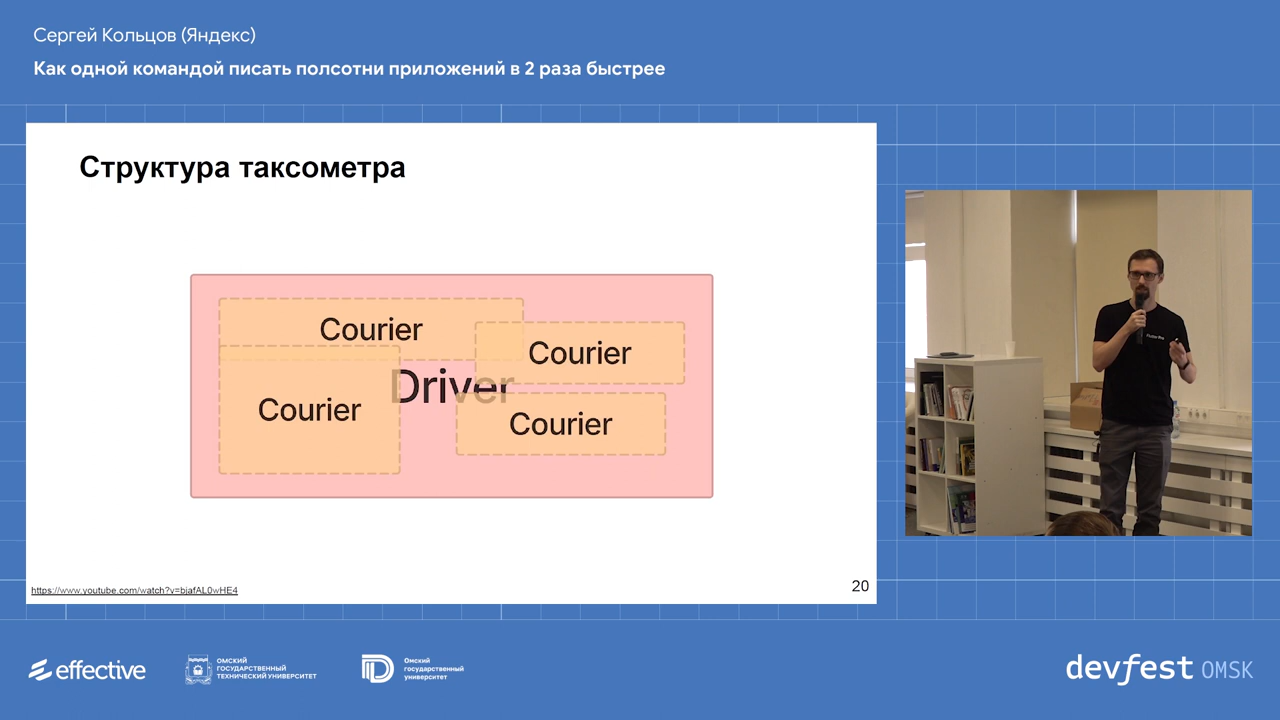 Сергей Кольцов (Яндекс)
Как одной командой писать полсотни приложений в 2 раза быстрее
Структура таксометра
Courier
Courier
Driver
Courier
Courier
https://www.youtube.com/watch?v=bjafAL0wHE4
20
effective
ОМСКИЙ
ГОСУДАРСТВЕННЫЙ
ТЕХНИЧЕСКИЙ УНИВЕРСИТЕТ
Омский
государственный
университет
devfest OMSK